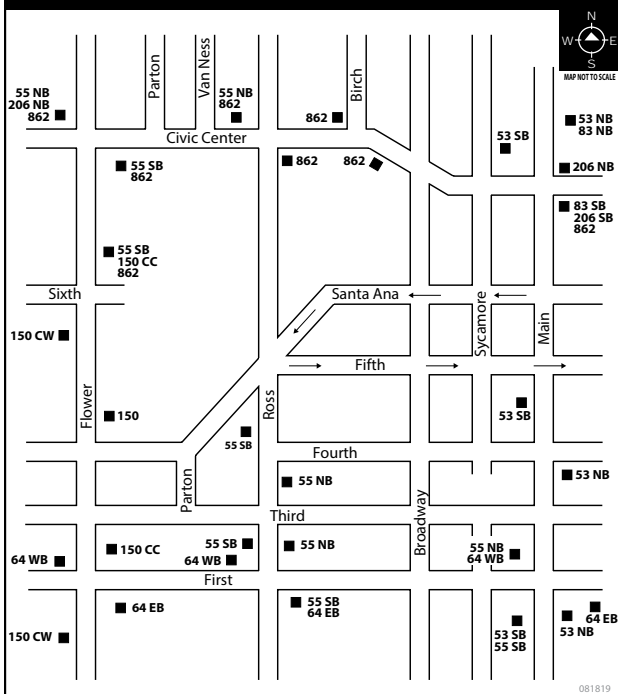 N
W E
S
MAP NOT TO SCALE
Parton
Van Ness
Birch
55 NB
206 NB
862
55 NB
862
862
53 SB
53 NB
83 NB
Civic Center
55 SB
862
862
862
206 NB
83 SB
206 SB
862
55 SB
150 CC
862
Sixth
Santa Ana
Sycamore
Main
150 CW
Fifth
Flower
Ross
150
53 SB
55 SB
Fourth
55 NB
53 NB
Parton
Broadway
Third
150 CC
55 SB
64 WB
55 NB
55 NB
64 WB
64 WB
First
64 EB
55 SB
64 EB
64 EB
53 NB
53 SB
55 SB
150 CW
081819